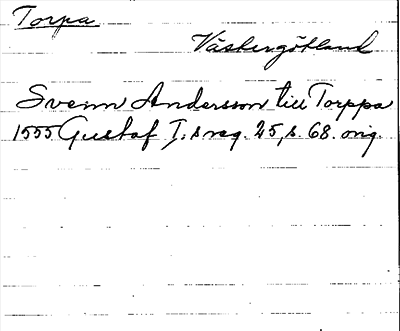 Torpa
Västergötland
Svenn Andersson till Torppa
1555 Gustaf I:s reg. 25, s. 68. orig.